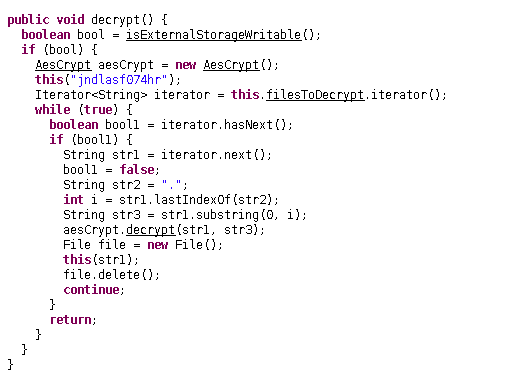 public void decrypt() {
  boolean bool = isExternalStorageWritable();
  if (bool) {
    AesCrypt aesCrypt = new AesCrypt();
    this("jndlasf074hr");
    Iterator<String> iterator = this.filesToDecrypt.iterator();
    while (true) {
      boolean bool1 = iterator.hasNext();
      if (bool1) {
        String str1 = iterator.next();
        bool1 = false;
        String str2 = ".";
        int i = str1.lastIndexOf(str2);
        String str3 = str1.substring(0, i);
        aesCrypt.decrypt(str1, str3);
        File file = new File();
        this(str1);
        file.delete();
        continue;
      }
      return;
    }
  }
}